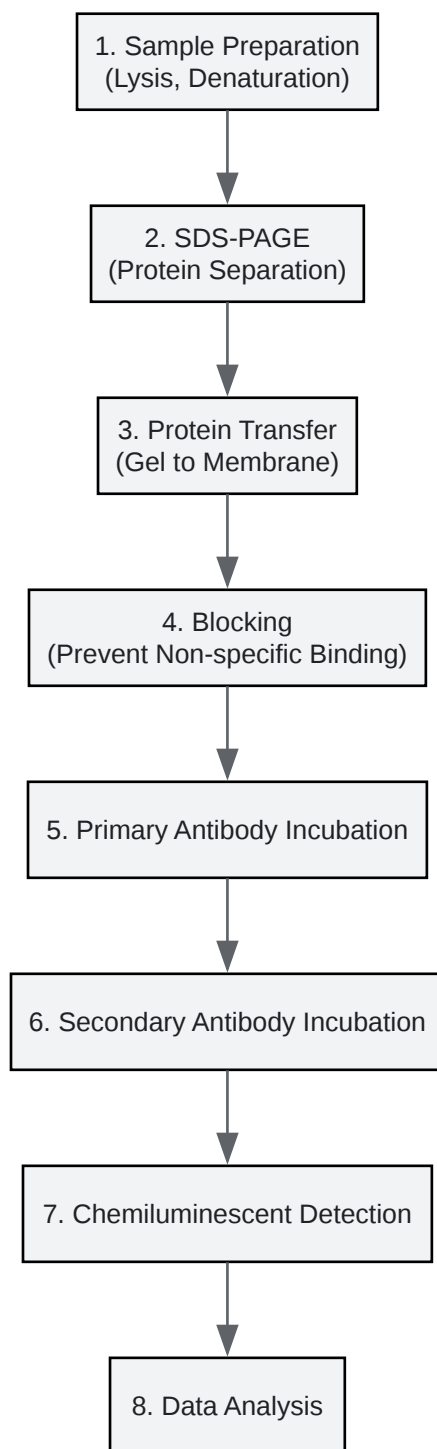 1. Sample Preparation
(Lysis, Denaturation)
2. SDS-PAGE
(Protein Separation)
3. Protein Transfer
(Gel to Membrane)
4. Blocking
(Prevent Non-specific Binding)
5. Primary Antibody Incubation
6. Secondary Antibody Incubation
7. Chemiluminescent Detection
8. Data Analysis